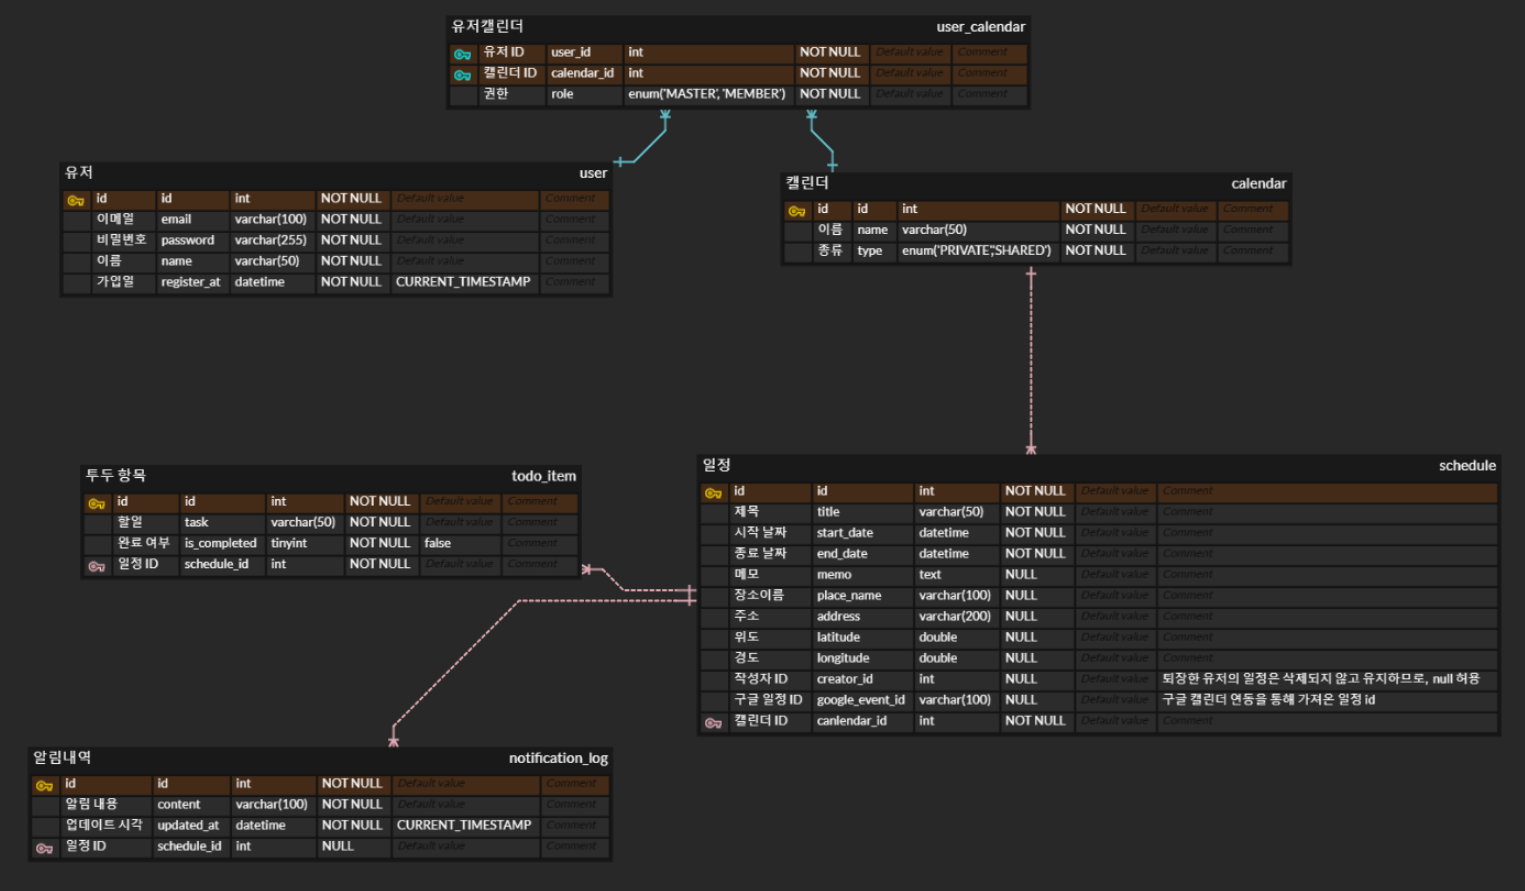 유저캘린더 user_calendar
유저 ID user_id int NOT NULL Default value Comment
캘린더 ID calendar_id int NOT NULL Default value Comment
권한 role enum('MASTER', 'MEMBER') NOT NULL Default value Comment
유저 user
id id int NOT NULL Default value Comment
이메일 email varchar(100) NOT NULL Default value Comment
비밀번호 password varchar(255) NOT NULL Default value Comment
이름 name varchar(50) NOT NULL Default value Comment
가입일 register_at datetime NOT NULL CURRENT_TIMESTAMP Comment
캘린더 calendar
id id int NOT NULL Default value Comment
이름 name varchar(50) NOT NULL Default value Comment
종류 type enum('PRIVATE','SHARED') NOT NULL Default value Comment
투두 항목 todo_item
id id int NOT NULL Default value Comment
할일 task varchar(50) NOT NULL Default value Comment
완료 여부 is_completed tinyint NOT NULL false Comment
일정 ID schedule_id int NOT NULL Default value Comment
일정 schedule
id id int NOT NULL Default value Comment
제목 title varchar(50) NOT NULL Default value Comment
시작 날짜 start_date datetime NOT NULL Default value Comment
종료 날짜 end_date datetime NOT NULL Default value Comment
메모 memo text NULL Default value Comment
장소이름 place_name varchar(100) NULL Default value Comment
주소 address varchar(200) NULL Default value Comment
위도 latitude double NULL Default value Comment
경도 longitude double NULL Default value Comment
작성자 ID creator_id int NULL Default value 퇴장한 유저의 일정은 삭제되지 않고 유지하므로, null 허용
구글 일정 ID google_event_id varchar(100) NULL Default value 구글 캘린더 연동을 통해 가져온 일정 id
캘린더 ID canlendar_id int NOT NULL Default value Comment
알림내역 notification_log
id id int NOT NULL Default value Comment
알림 내용 content varchar(100) NOT NULL Default value Comment
업데이트 시각 updated_at datetime NOT NULL CURRENT_TIMESTAMP Comment
일정 ID schedule_id int NULL Default value Comment